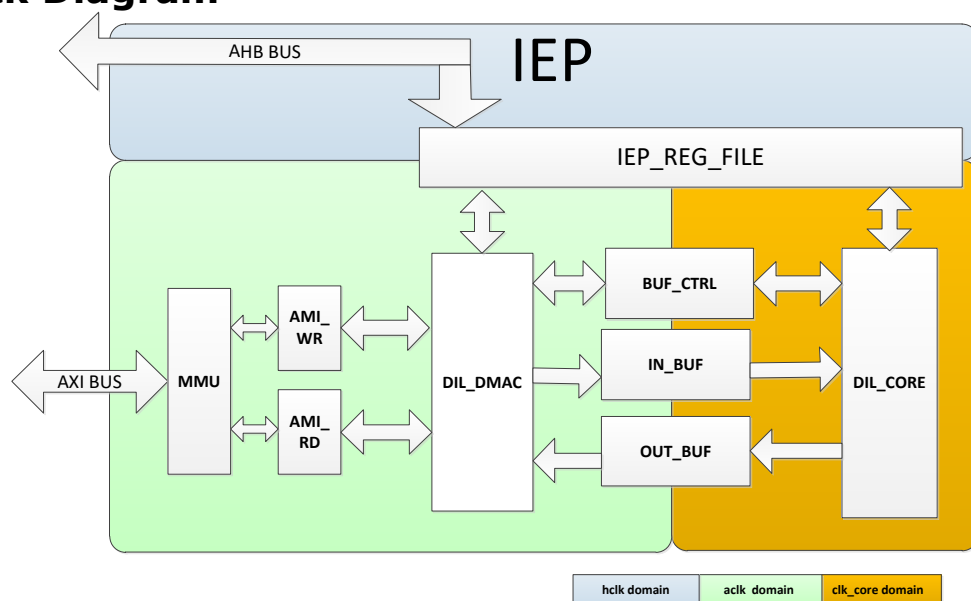 AHB BUS
IEP
IEP_REG_FILE
BUF_CTRL
AMI_
WR
IN_BUF
AXI BUS
MMU
DIL_DMAC
DIL_CORE
AMI_
RD
OUT_BUF
hclk domain
aclk domain
clk_core domain